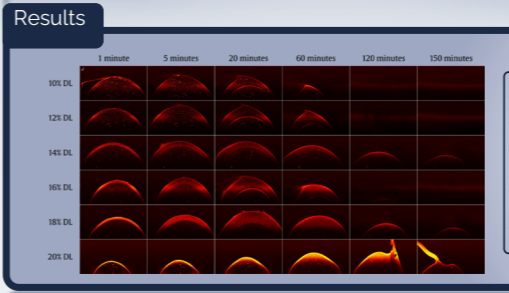 Results
1 minute 5 minutes 20 minutes 60 minutes 120 minutes 150 minutes
10% DL
12% DL
14% DL
16% DL
18% DL
20% DL